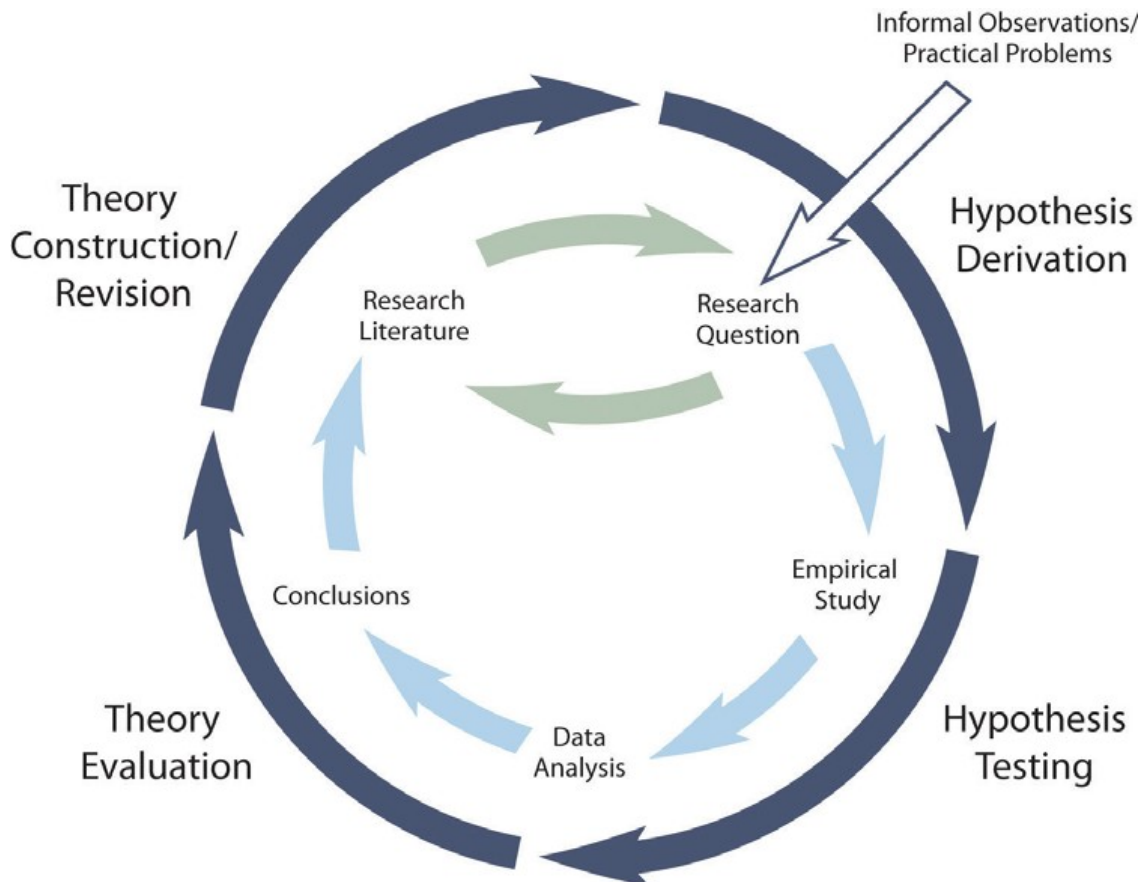 Informal Observations/
Practical Problems
Theory
Construction/
Revision
Hypothesis
Derivation
Research
Literature
Research
Question
Conclusions
Empirical
Study
Theory
Evaluation
Data
Analysis
Hypothesis
Testing